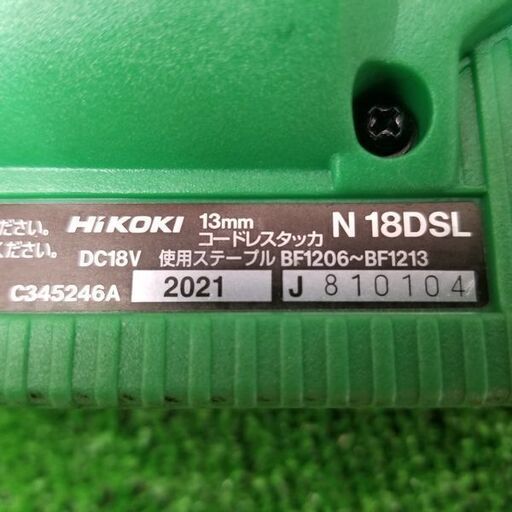 ださい。 HiKOKI 13mm コードレスタッカ N 18DSL
ください。 DC18V 使用ステープル BF1206〜BF1213
C345246A 2021 J 810104